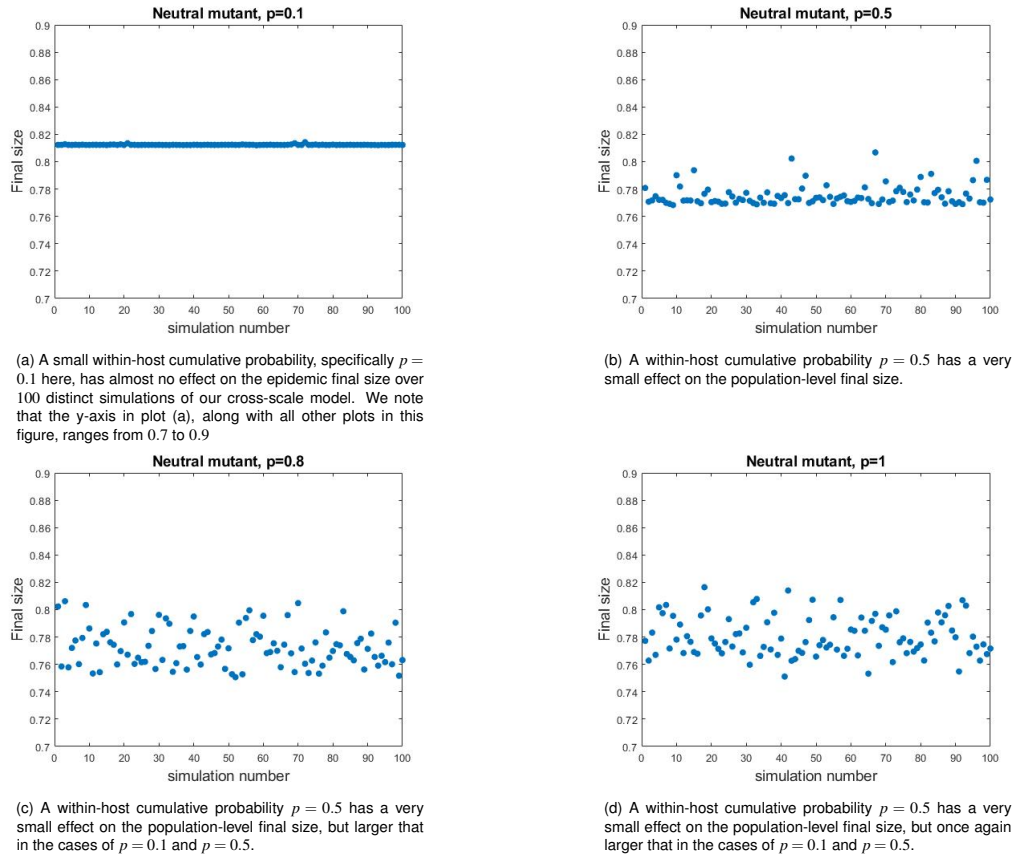 Neutral mutant, p=0.1
0.9
0.88
0.86
0.84
0.82
0.8
0.78
0.76
0.74
0.72
0.7
Final size
0 10 20 30 40 50 60 70 80 90 100
simulation number
(a) A small within-host cumulative probability, specifically p =
0.1 here, has almost no effect on the epidemic final size over
100 distinct simulations of our cross-scale model. We note
that the y-axis in plot (a), along with all other plots in this
figure, ranges from 0.7 to 0.9
Neutral mutant, p=0.5
0.9
0.88
0.86
0.84
0.82
0.8
0.78
0.76
0.74
0.72
0.7
Final size
0 10 20 30 40 50 60 70 80 90 100
simulation number
(b) A within-host cumulative probability p = 0.5 has a very
small effect on the population-level final size.
Neutral mutant, p=0.8
0.9
0.88
0.86
0.84
0.82
0.8
0.78
0.76
0.74
0.72
0.7
Final size
0 10 20 30 40 50 60 70 80 90 100
simulation number
(c) A within-host cumulative probability p = 0.5 has a very
small effect on the population-level final size, but larger that
in the cases of p = 0.1 and p = 0.5.
Neutral mutant, p=1
0.9
0.88
0.86
0.84
0.82
0.8
0.78
0.76
0.74
0.72
0.7
Final size
0 10 20 30 40 50 60 70 80 90 100
simulation number
(d) A within-host cumulative probability p = 0.5 has a very
small effect on the population-level final size, but once again
larger that in the cases of p = 0.1 and p = 0.5.